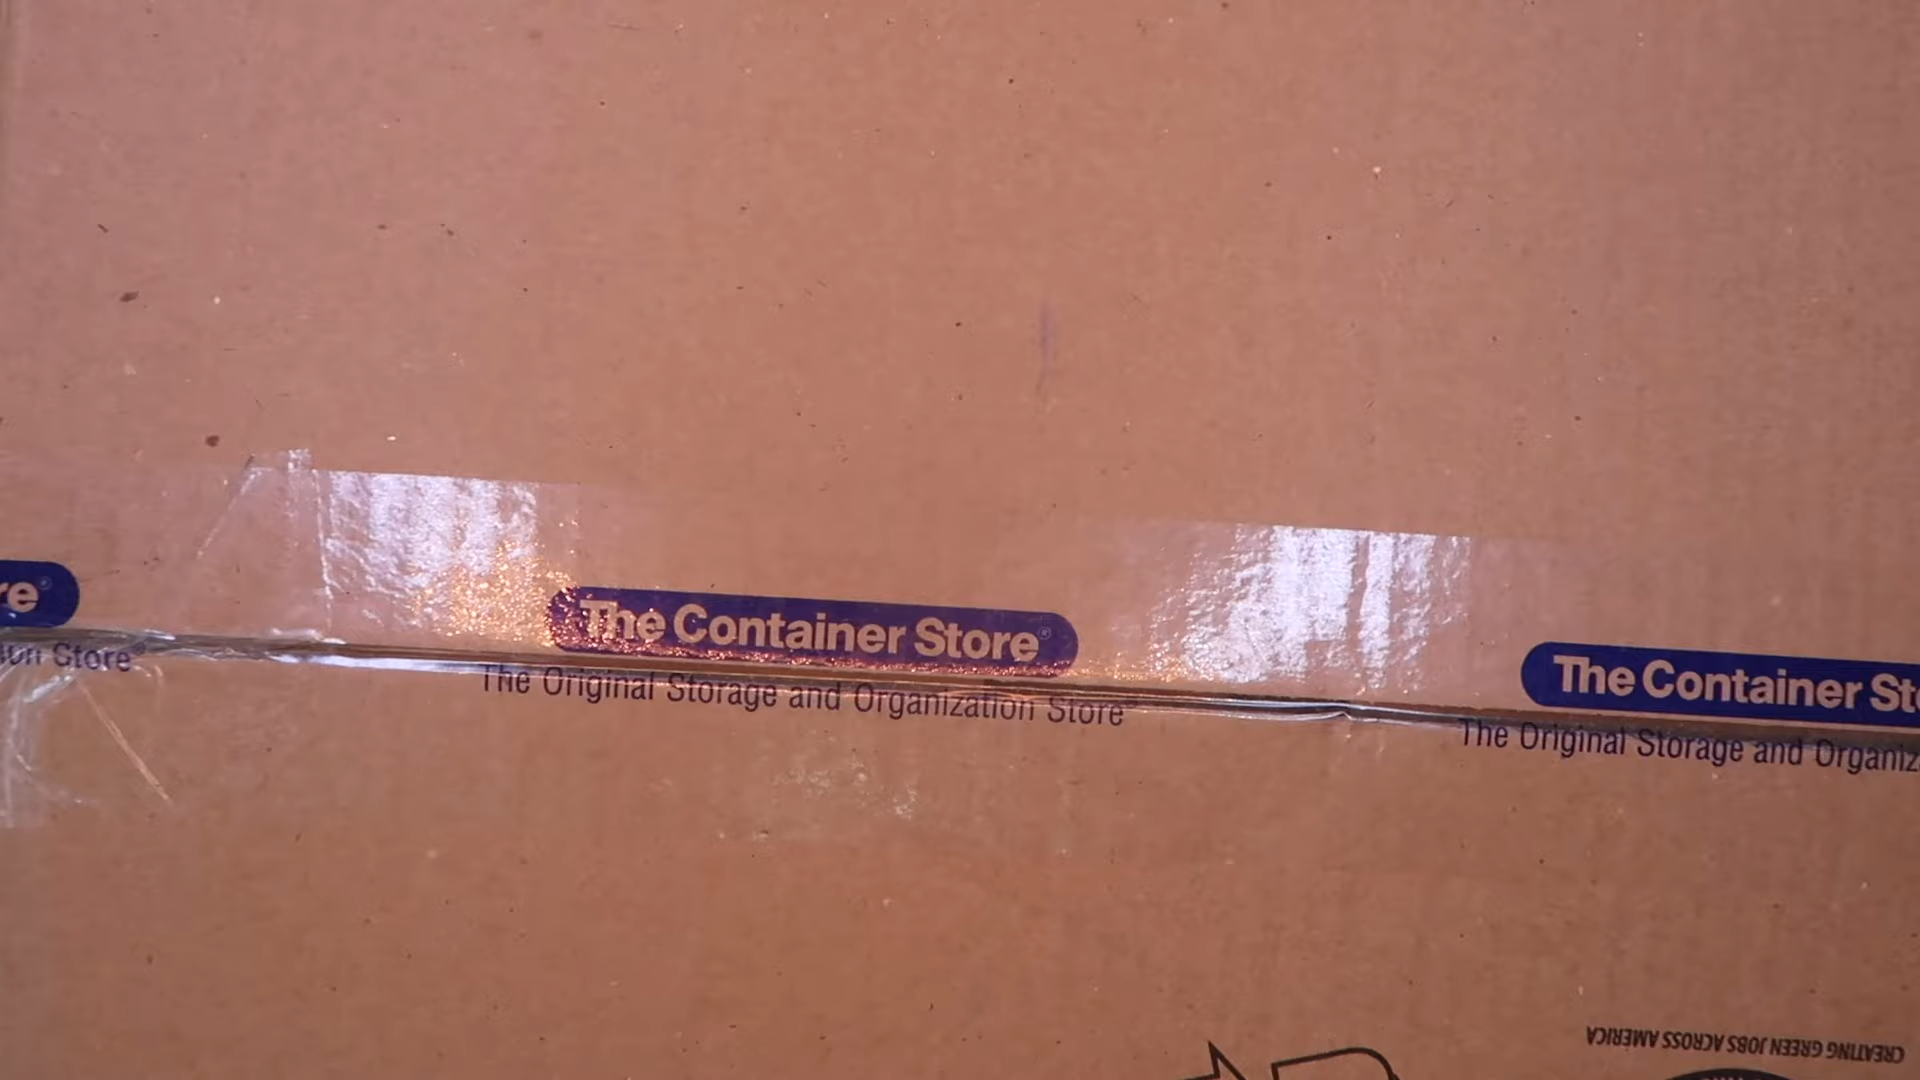 re®
ion Store®
The Container Store®
The Original Storage and Organization Store®
The Container Sto
The Original Storage and Organiz
CREATING GREEN JOBS ACROSS AMERICA